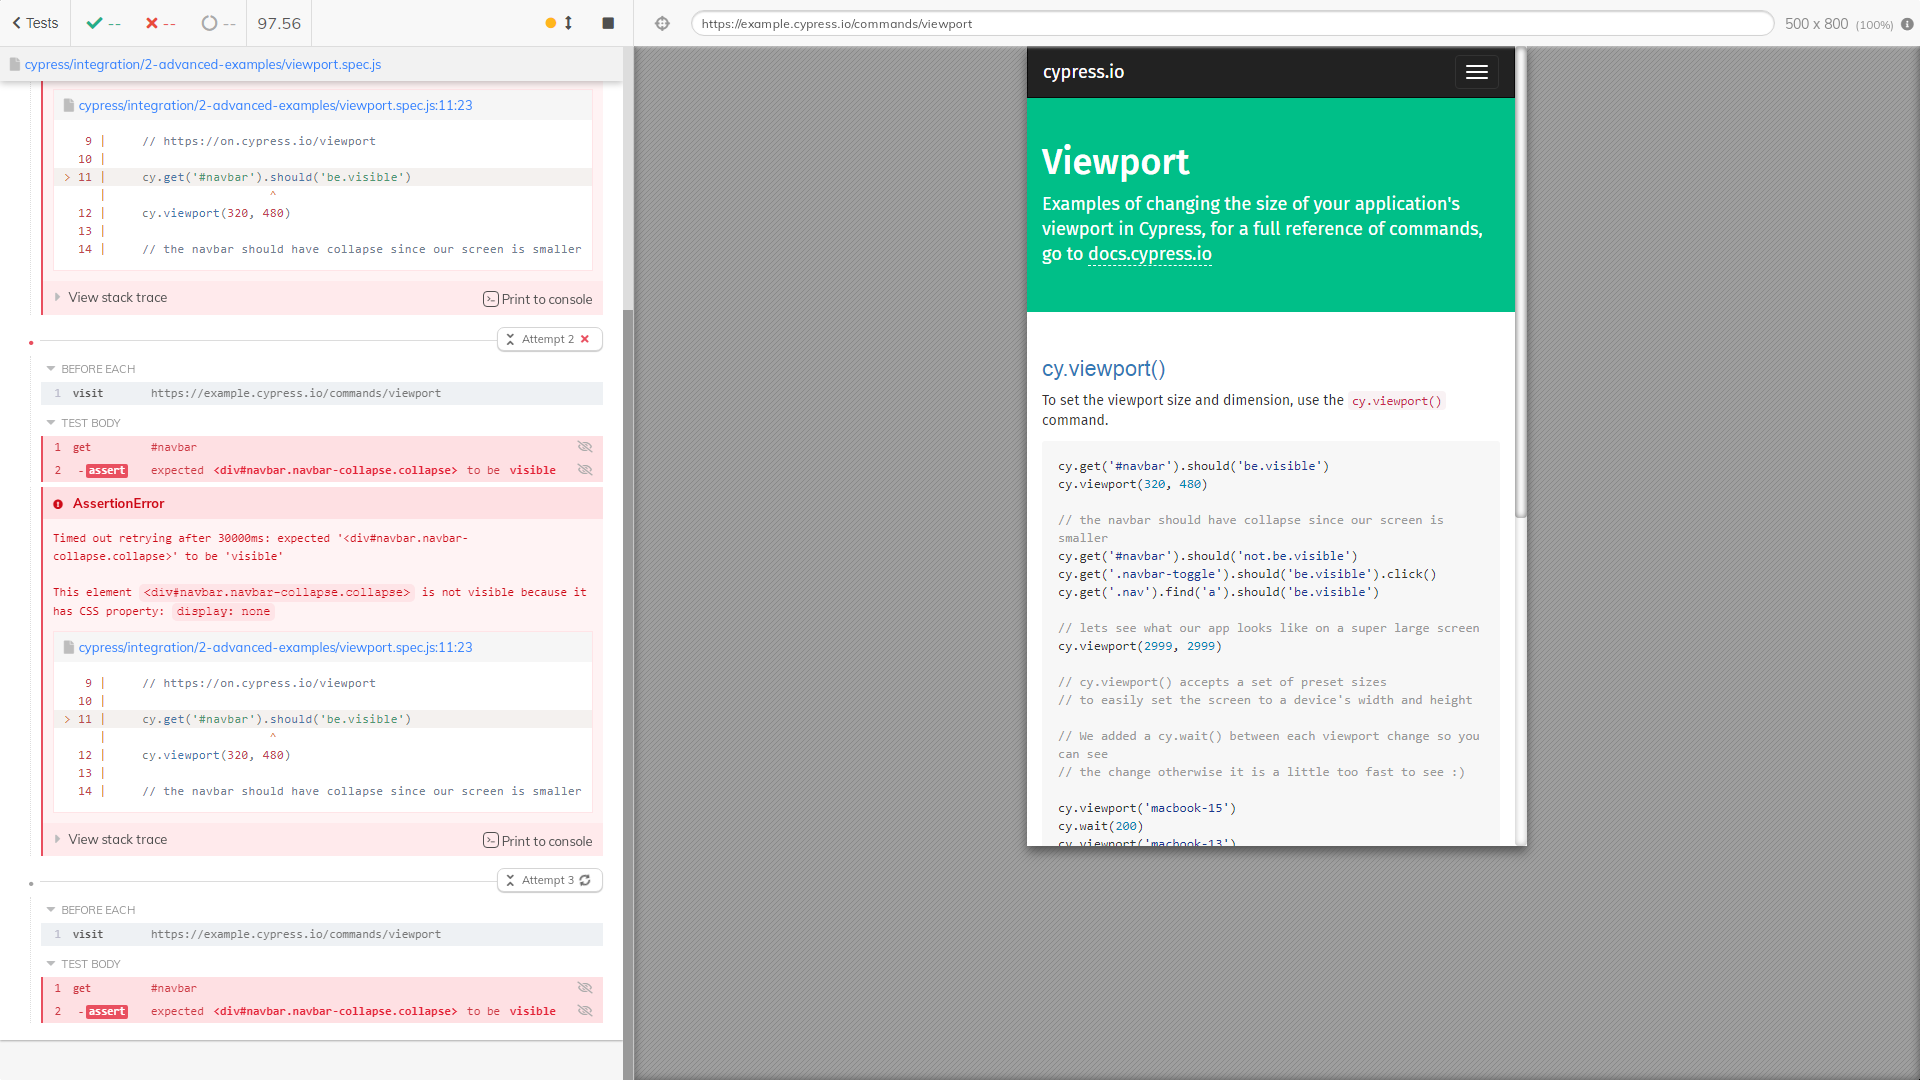 Tests
--
--
--
97.56
https://example.cypress.io/commands/viewport
500 x 800 (100%)
cypress/integration/2-advanced-examples/viewport.spec.js
cypress/integration/2-advanced-examples/viewport.spec.js:11:23
9 | // https://on.cypress.io/viewport
10 |
> 11 | cy.get('#navbar').should('be.visible')
| ^
12 | cy.viewport(320, 480)
13 |
14 | // the navbar should have collapse since our screen is smaller
View stack trace
Print to console
Attempt 2
BEFORE EACH
1 visit https://example.cypress.io/commands/viewport
TEST BODY
1 get #navbar
2 -assert expected <div#navbar.navbar-collapse.collapse> to be visible
AssertionError
Timed out retrying after 30000ms: expected '<div#navbar.navbar-
collapse.collapse>' to be 'visible'
This element <div#navbar.navbar-collapse.collapse> is not visible because it
has CSS property: display: none
cypress/integration/2-advanced-examples/viewport.spec.js:11:23
9 | // https://on.cypress.io/viewport
10 |
> 11 | cy.get('#navbar').should('be.visible')
| ^
12 | cy.viewport(320, 480)
13 |
14 | // the navbar should have collapse since our screen is smaller
View stack trace
Print to console
Attempt 3
BEFORE EACH
1 visit https://example.cypress.io/commands/viewport
TEST BODY
1 get #navbar
2 -assert expected <div#navbar.navbar-collapse.collapse> to be visible
cypress.io
Viewport
Examples of changing the size of your application's
viewport in Cypress, for a full reference of commands,
go to docs.cypress.io
cy.viewport()
To set the viewport size and dimension, use the cy.viewport()
command.
cy.get('#navbar').should('be.visible')
cy.viewport(320, 480)
// the navbar should have collapse since our screen is
smaller
cy.get('#navbar').should('not.be.visible')
cy.get('.navbar-toggle').should('be.visible').click()
cy.get('.nav').find('a').should('be.visible')
// lets see what our app looks like on a super large screen
cy.viewport(2999, 2999)
// cy.viewport() accepts a set of preset sizes
// to easily set the screen to a device's width and height
// We added a cy.wait() between each viewport change so you
can see
// the change otherwise it is a little too fast to see :)
cy.viewport('macbook-15')
cy.wait(200)
cy.viewport('macbook-13')